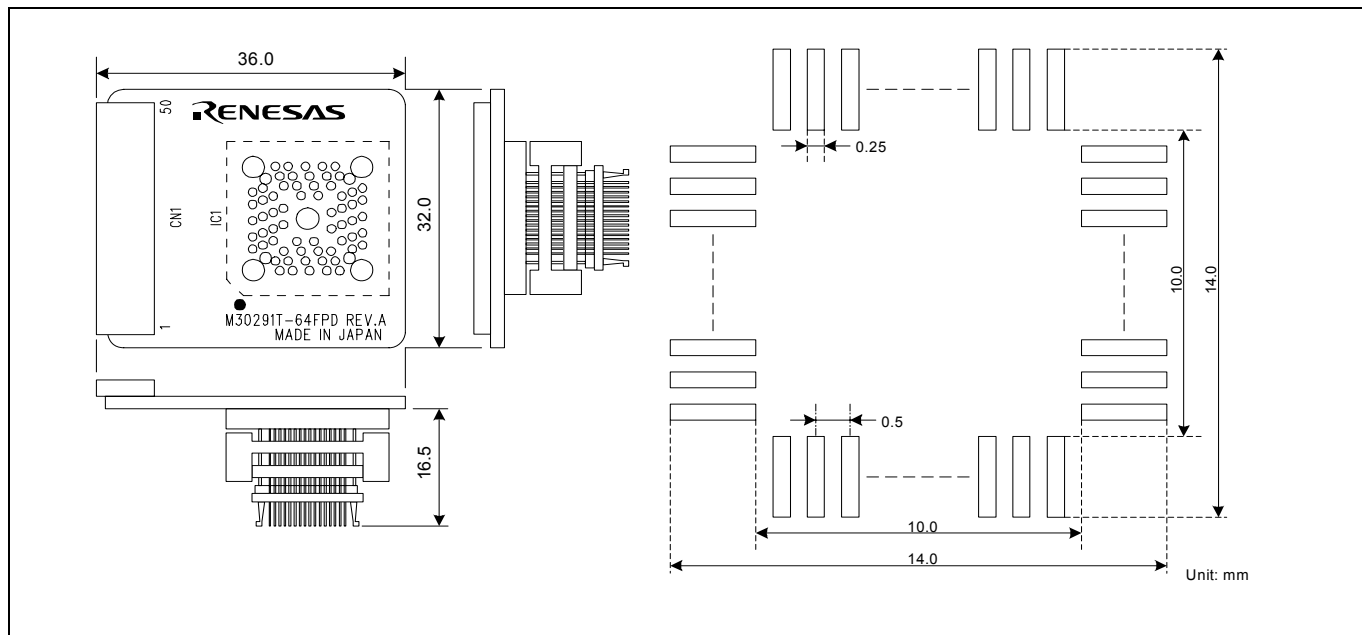 36.0
RENESAS
50
CN1
IC1
1
M30291T-64FPD REV.A
MADE IN JAPAN
32.0
16.5
0.25
10.0
14.0
0.5
10.0
14.0
Unit: mm